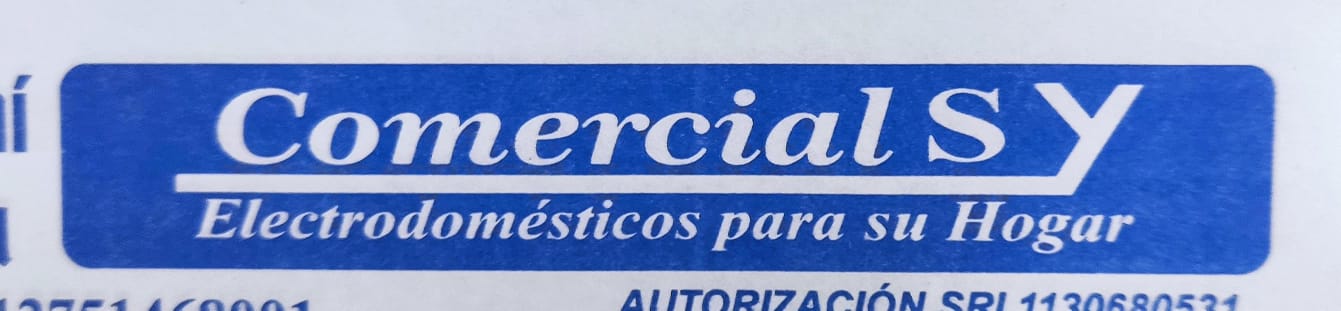 Comercial SY
Electrodomésticos para su Hogar
AUTORIZACIÓN SRI 1130680531